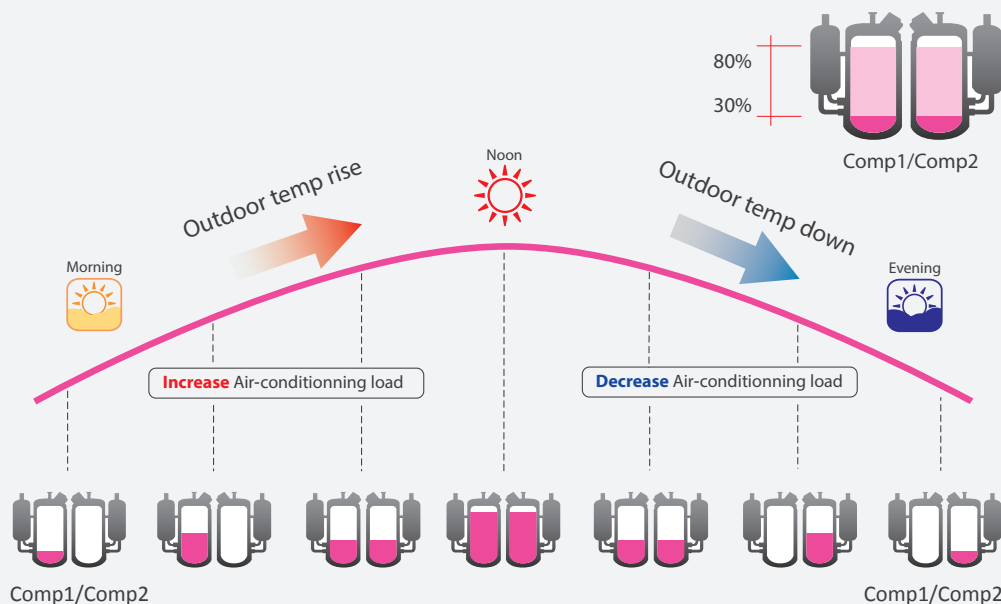 80%
30%
Comp1/Comp2
Noon
Outdoor temp rise
Outdoor temp down
Morning
Evening
Increase Air-conditionning load
Decrease Air-conditionning load
Comp1/Comp2
Comp1/Comp2